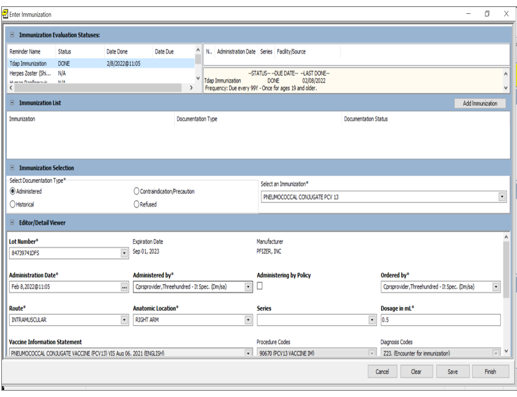 Enter Immunization
Immunization Evaluation Statuses:
Reminder Name Status Date Done Date Due
Tdap Immunization DONE 2/8/2022@11:05
Herpes Zoster (Shi... N/A
N/A
N.. Administration Date Series Facility/Source
--STATUS-- --DUE DATE-- --LAST DONE--
Tdap Immunization DONE 02/08/2022
Frequency: Due every 99Y - Once for ages 19 and older.
Immunization List
Add Immunization
Immunization Documentation Type Documentation Status
Immunization Selection
Select Documentation Type*
Administered Contraindication/Precaution
Historical Refused
Select an Immunization*
PNEUMOCOCCAL CONJUGATE PCV 13
Editor/Detail Viewer
Lot Number* Expiration Date Manufacturer
8473974DFS Sep 01, 2023 PFIZER, INC
Administration Date* Administered by* Administering by Policy Ordered by*
Feb 8,2022@11:05 ... Cprsprovider,Threehundred - It Spec. (Dm/sa) Cprsprovider,Threehundred - It Spec. (Dm/sa)
Route* Anatomic Location* Series Dosage in mL*
INTRAMUSCULAR RIGHT ARM 0.5
Vaccine Information Statement Procedure Codes Diagnosis Codes
PNEUMOCOCCAL CONJUGATE VACCINE (PCV13) VIS Aug 06, 2021 (ENGLISH) 90670 (PCV13 VACCINE IM) Z23. (Encounter for immunization)
Cancel Clear Save Finish